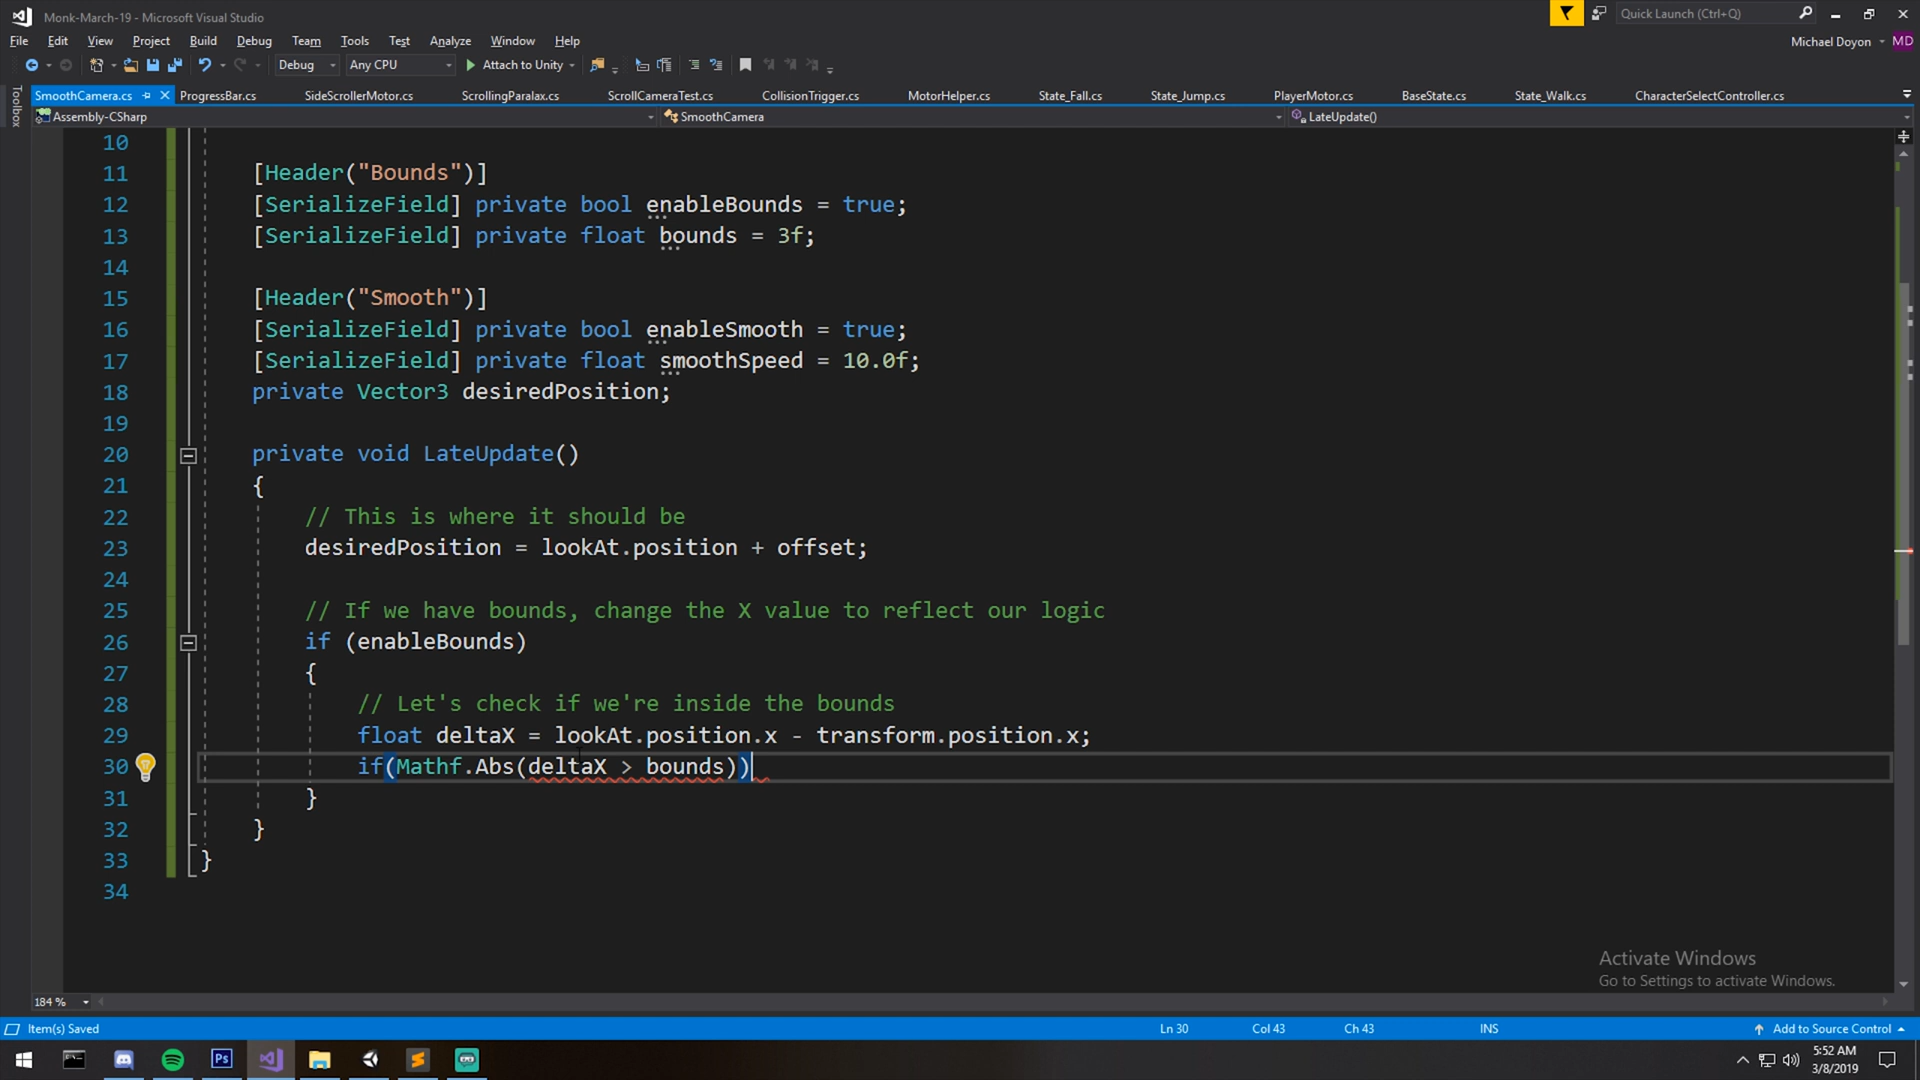 Monk-March-19 - Microsoft Visual Studio
Quick Launch (Ctrl+Q)
File Edit View Project Build Debug Team Tools Test Analyze Window Help
Michael Doyon MD
Debug Any CPU Attach to Unity
Toolbox
SmoothCamera.cs ProgressBar.cs SideScrollerMotor.cs ScrollingParalax.cs ScrollCameraTest.cs CollisionTrigger.cs MotorHelper.cs State_Fall.cs State_Jump.cs PlayerMotor.cs BaseState.cs State_Walk.cs CharacterSelectController.cs
Assembly-CSharp SmoothCamera LateUpdate()
10
11 [Header("Bounds")]
12 [SerializeField] private bool enableBounds = true;
13 [SerializeField] private float bounds = 3f;
14
15 [Header("Smooth")]
16 [SerializeField] private bool enableSmooth = true;
17 [SerializeField] private float smoothSpeed = 10.0f;
18 private Vector3 desiredPosition;
19
20 private void LateUpdate()
21 {
22 // This is where it should be
23 desiredPosition = lookAt.position + offset;
24
25 // If we have bounds, change the X value to reflect our logic
26 if (enableBounds)
27 {
28 // Let's check if we're inside the bounds
29 float deltaX = lookAt.position.x - transform.position.x;
30 if(Mathf.Abs(deltaX > bounds))
31 }
32 }
33 }
34
Activate Windows
Go to Settings to activate Windows.
184 %
Item(s) Saved Ln 30 Col 43 Ch 43 INS Add to Source Control
Ps
5:52 AM
3/8/2019